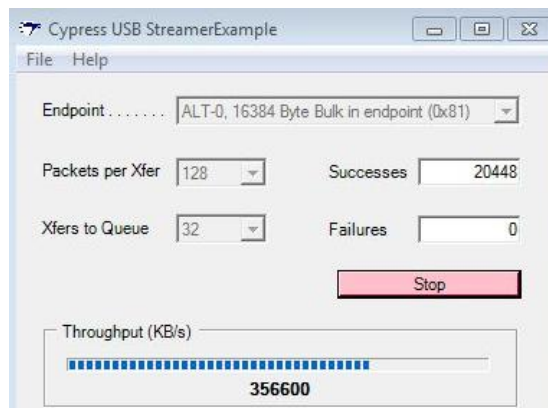 Cypress USB StreamerExample
File Help
Endpoint . . . . . . . ALT-0, 16384 Byte Bulk in endpoint (0x81)
Packets per Xfer 128 Successes 20448
Xfers to Queue 32 Failures 0
Stop
Throughput (KB/s)
356600